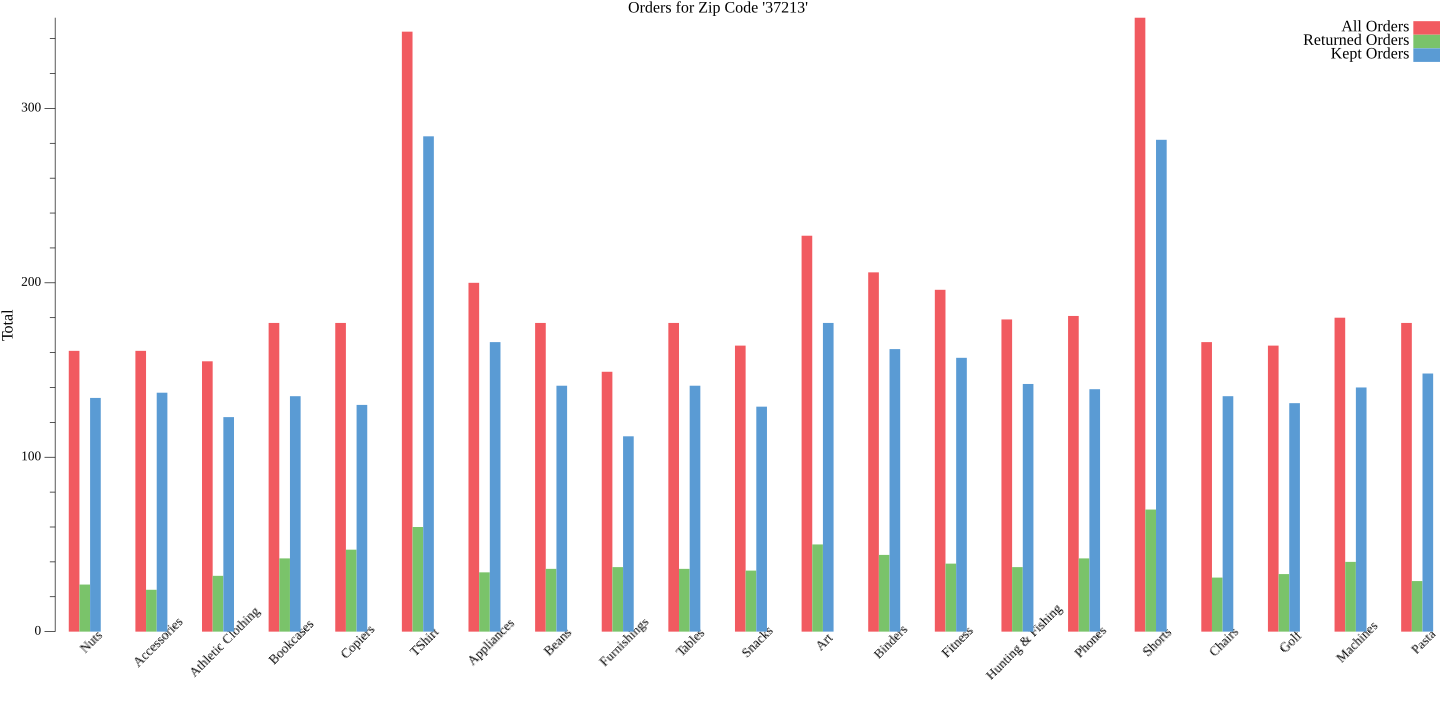 Orders for Zip Code '37213'
All Orders
Returned Orders
Kept Orders
Total
300
200
100
0
Nuts
Accessories
Athletic Clothing
Bookcases
Copiers
TShirt
Appliances
Beans
Furnishings
Tables
Snacks
Art
Binders
Fitness
Hunting & Fishing
Phones
Shorts
Chairs
Golf
Machines
Pasta